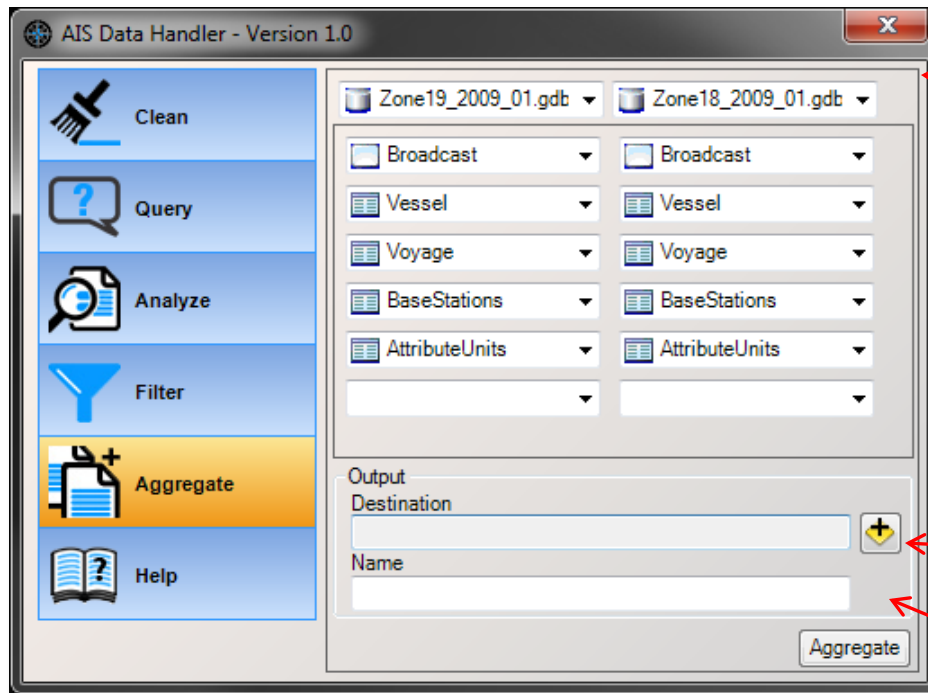 AIS Data Handler - Version 1.0
Clean
Query
Analyze
Filter
Aggregate
Help
Zone19_2009_01.gdb Zone18_2009_01.gdb
Broadcast Broadcast
Vessel Vessel
Voyage Voyage
BaseStations BaseStations
AttributeUnits AttributeUnits
Output
Destination
Name
Aggregate